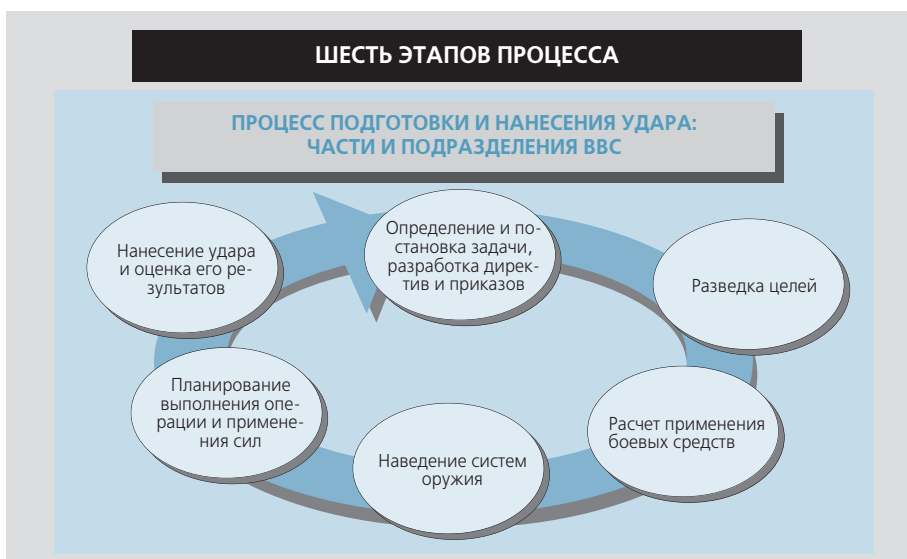 ШЕСТЬ ЭТАПОВ ПРОЦЕССА
ПРОЦЕСС ПОДГОТОВКИ И НАНЕСЕНИЯ УДАРА:
ЧАСТИ И ПОДРАЗДЕЛЕНИЯ ВВС
Определение и по-
становка задачи,
разработка дирек-
тив и приказов
Разведка целей
Расчет применения
боевых средств
Наведение систем
оружия
Планирование
выполнения опе-
рации и примене-
ния сил
Нанесение удара
и оценка его ре-
зультатов